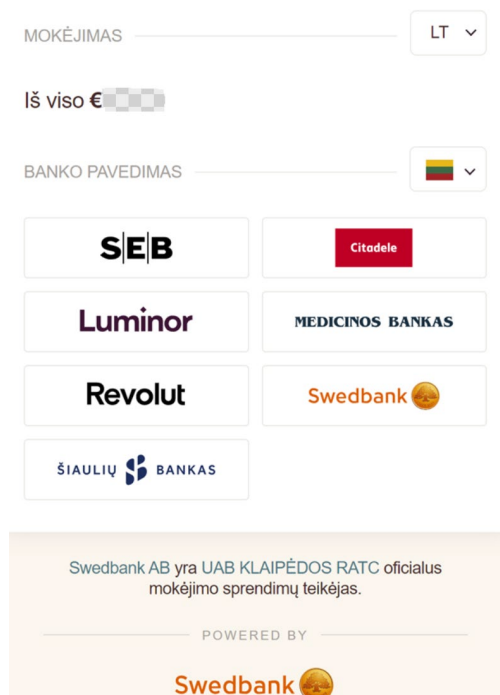 MOKĖJIMAS
LT
Iš viso €
BANKO PAVEDIMAS
SEB
Citadele
Luminor
MEDICINOS BANKAS
Revolut
Swedbank
ŠIAULIŲ BANKAS
Swedbank AB yra UAB KLAIPĖDOS RATC oficialus
mokėjimo sprendimų teikėjas.
POWERED BY
Swedbank